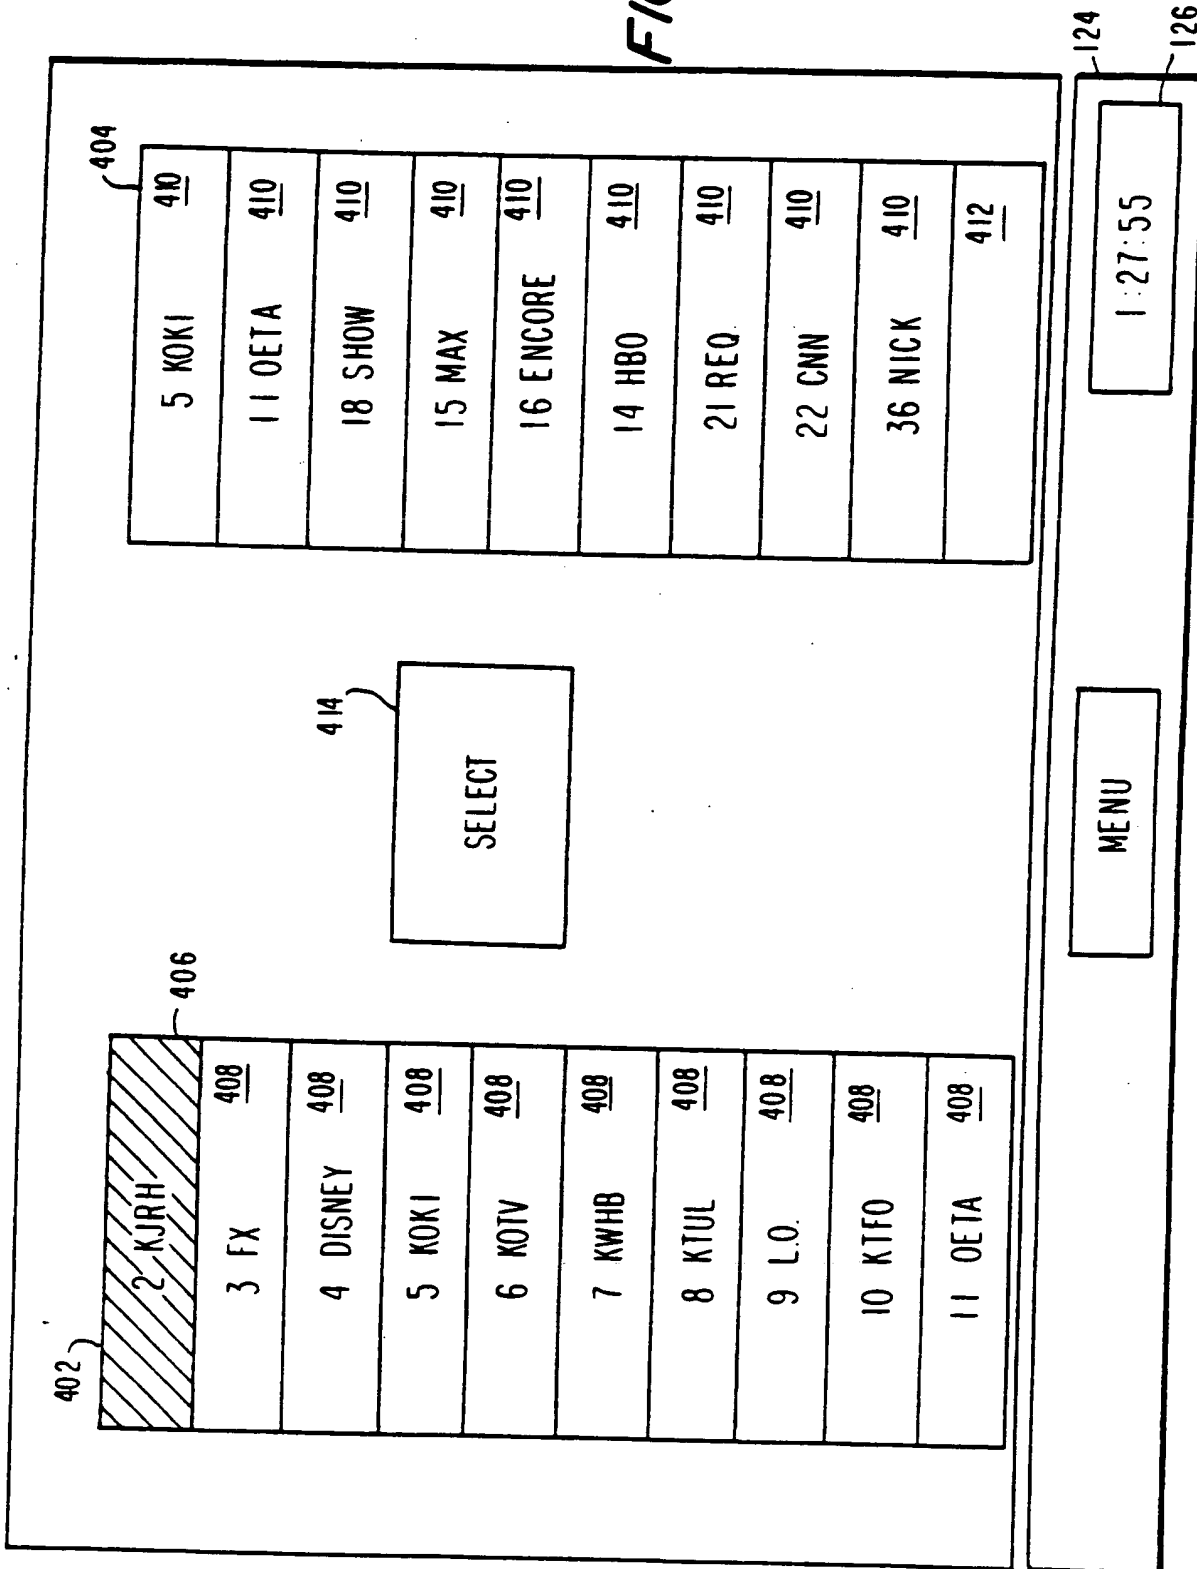 FIG
402
2 KJRH
406
3 FX 408
4 DISNEY 408
5 KOKI 408
6 KOTV 408
7 KWHB 408
8 KTUL 408
9 L.O. 408
10 KTFO 408
11 OETA 408
414
SELECT
404
5 KOKI 410
11 OETA 410
18 SHOW 410
15 MAX 410
16 ENCORE 410
14 HBO 410
21 REQ 410
22 CNN 410
36 NICK 410
412
MENU
124
1:27:55
126